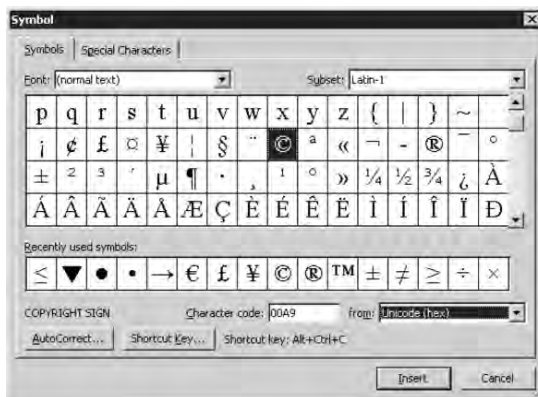 Symbol
Symbols Special Characters
Font: (normal text) Subset: Latin-1
p q r s t u v w x y z { | } ~
¡ ¢ £ ¤ ¥ ¦ § ¨ © ª « ¬ - ® ¯ °
± ² ³ ´ µ ¶ · ¸ ¹ º » ¼ ½ ¾ ¿ À
Á Â Ã Ä Å Æ Ç È É Ê Ë Ì Í Î Ï Ð
Recently used symbols:
≤ ▼ ● • → € £ ¥ © ® ™ ± ≠ ≥ ÷ ×
COPYRIGHT SIGN Character code: 00A9 from: Unicode (hex)
AutoCorrect... Shortcut Key... Shortcut key: Alt+Ctrl+C
Insert Cancel